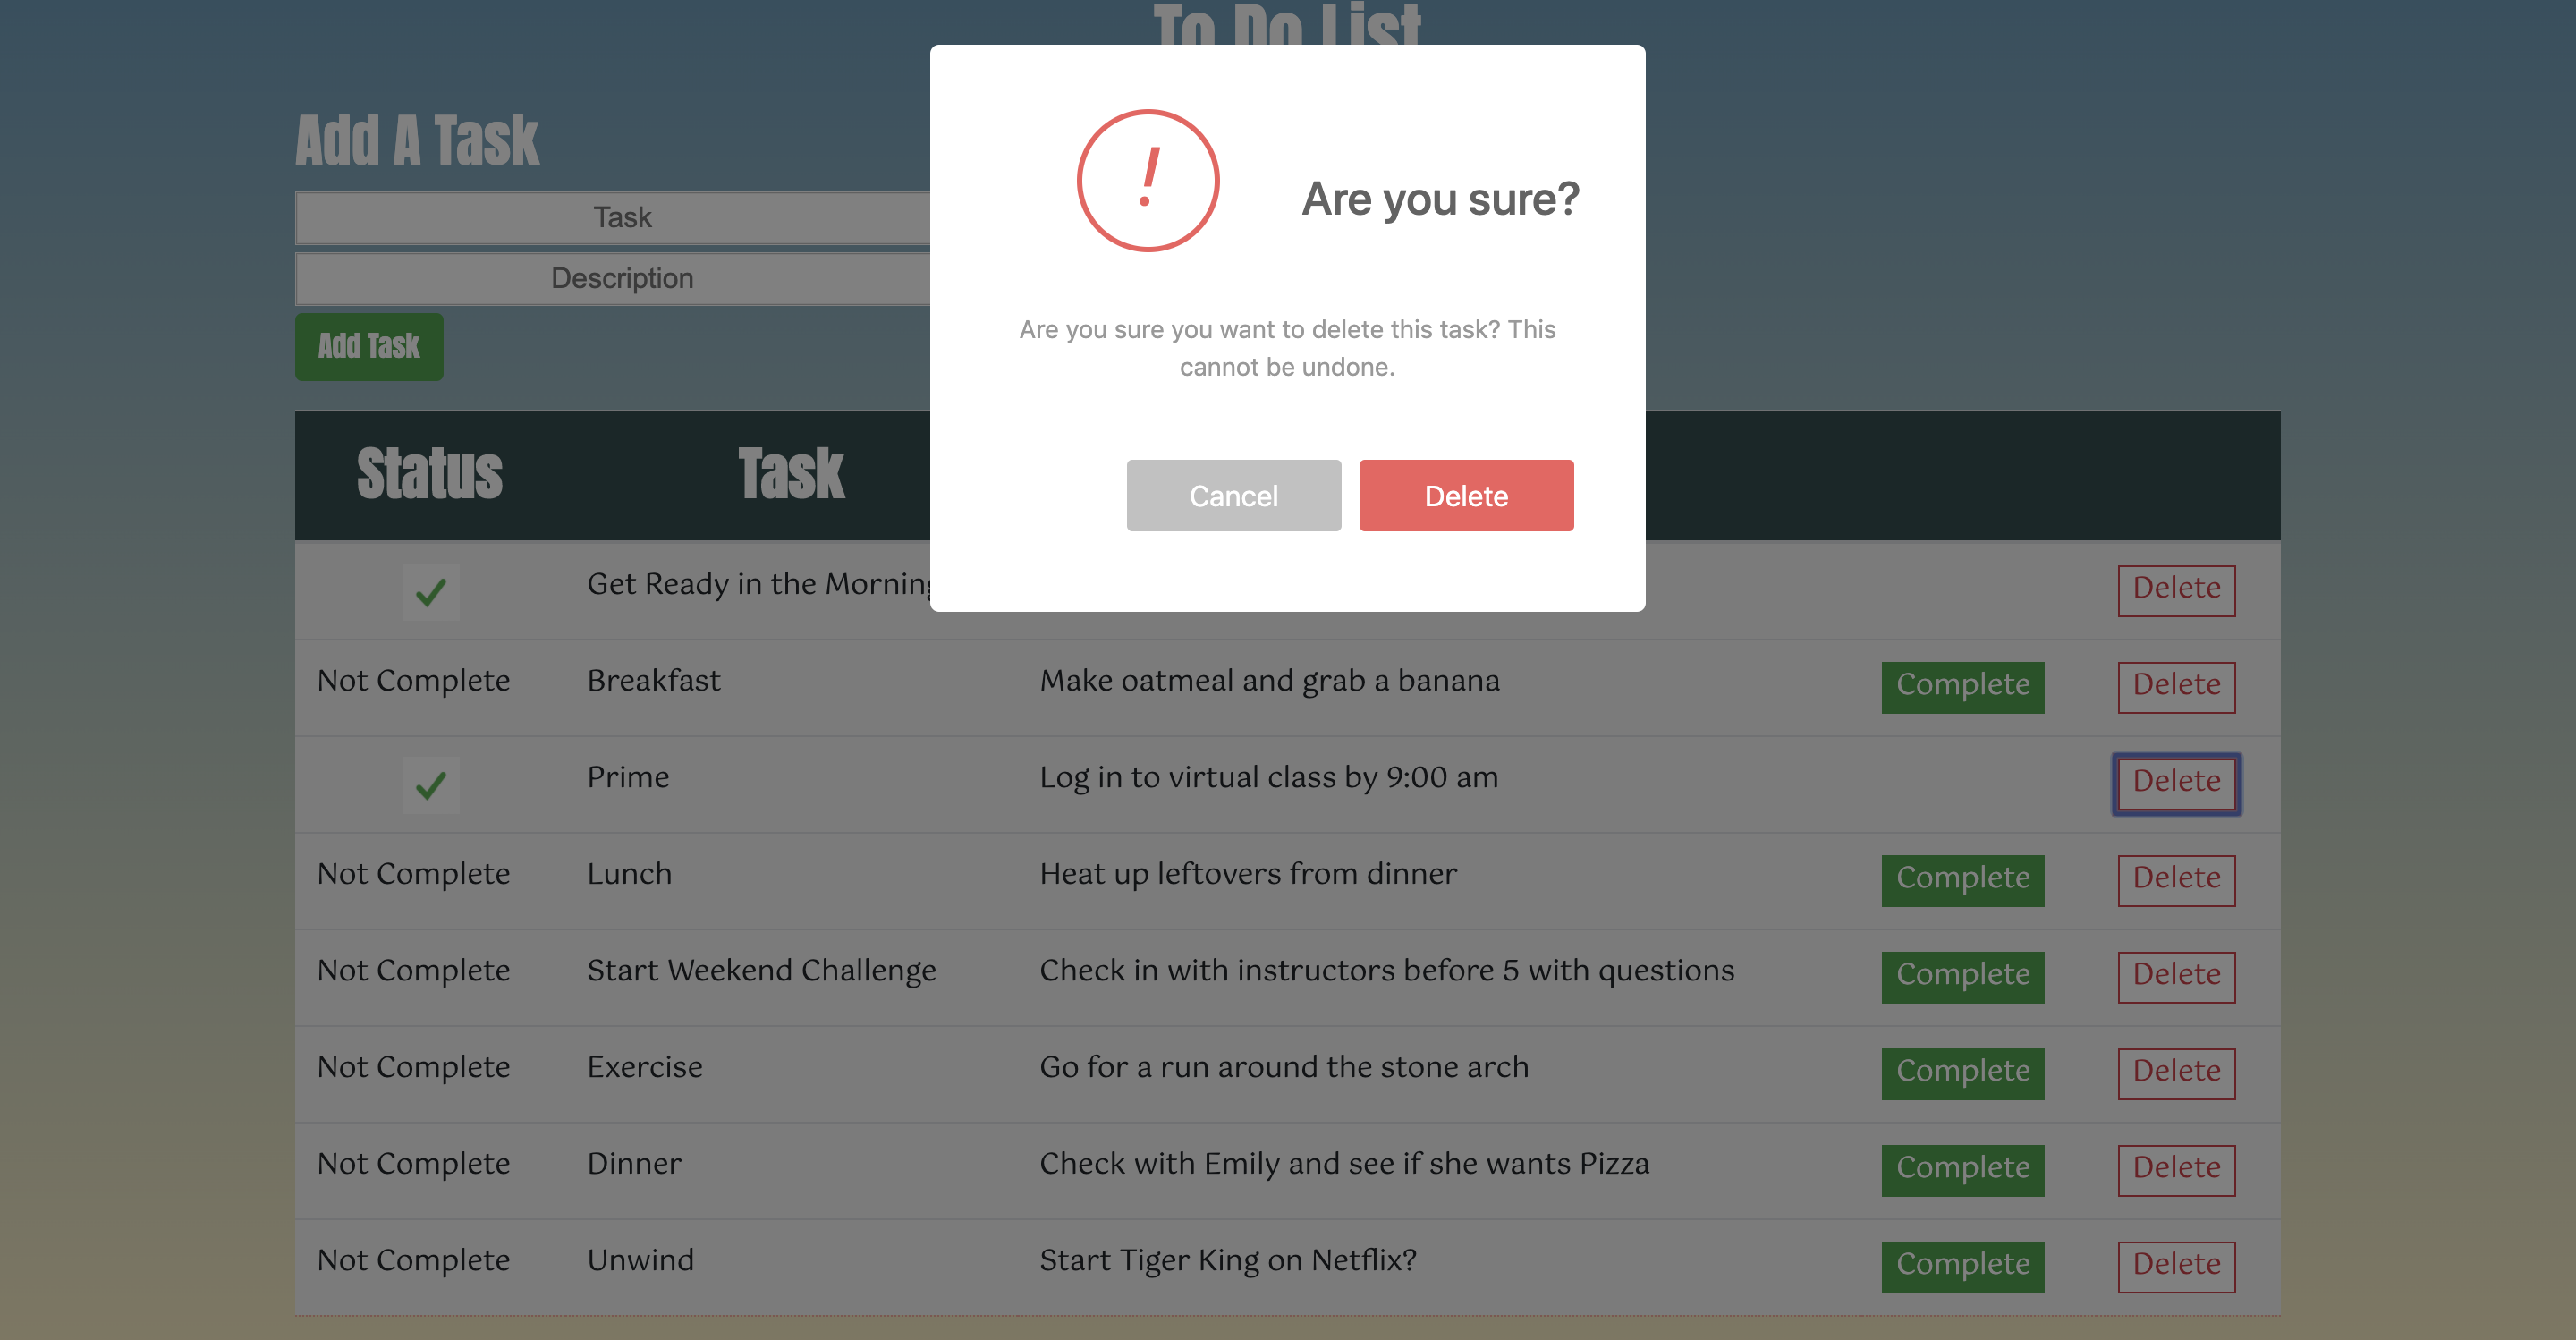 To Do List
Add A Task
Task
Description
Add Task
!
Are you sure?
Are you sure you want to delete this task? This
cannot be undone.
Cancel
Delete
Status
Task
Get Ready in the Morning
Delete
Not Complete
Breakfast
Make oatmeal and grab a banana
Complete
Delete
Prime
Log in to virtual class by 9:00 am
Delete
Not Complete
Lunch
Heat up leftovers from dinner
Complete
Delete
Not Complete
Start Weekend Challenge
Check in with instructors before 5 with questions
Complete
Delete
Not Complete
Exercise
Go for a run around the stone arch
Complete
Delete
Not Complete
Dinner
Check with Emily and see if she wants Pizza
Complete
Delete
Not Complete
Unwind
Start Tiger King on Netflix?
Complete
Delete